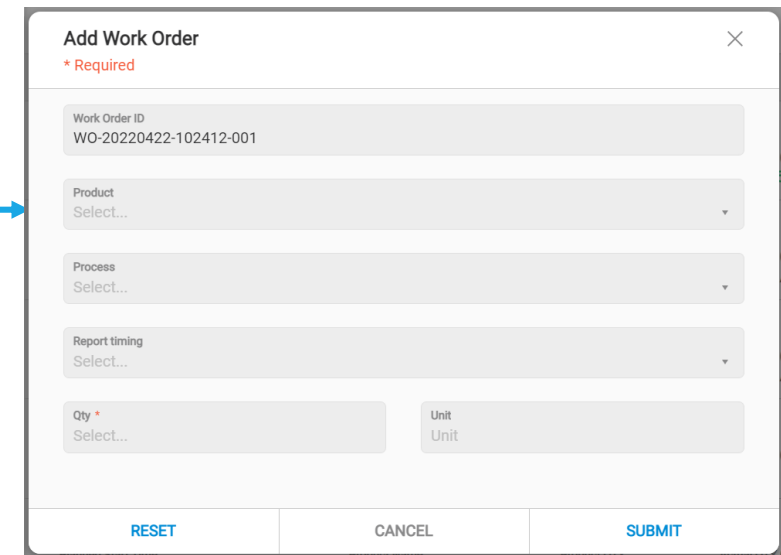 Add Work Order
* Required
Work Order ID
WO-20220422-102412-001
Product
Select...
Process
Select...
Report timing
Select...
Qty *
Select...
Unit
Unit
RESET
CANCEL
SUBMIT